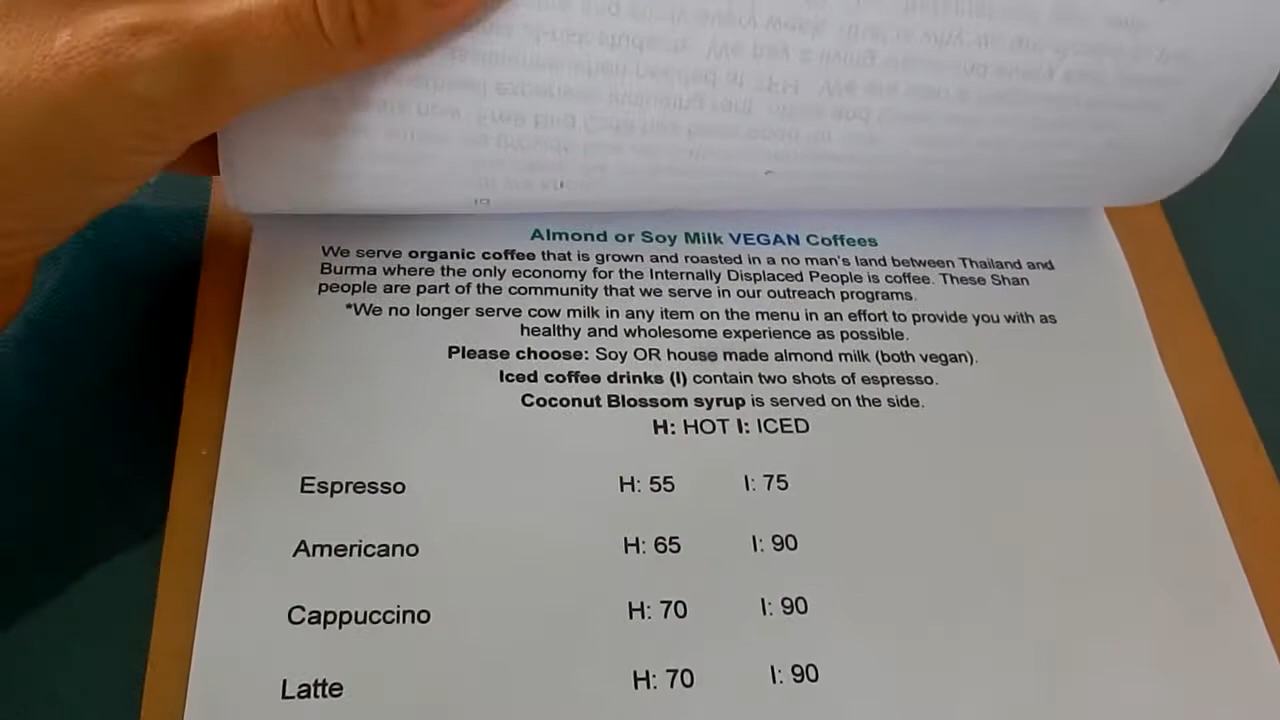 Almond or Soy Milk VEGAN Coffees
We serve organic coffee that is grown and roasted in a no man's land between Thailand and
Burma where the only economy for the Internally Displaced People is coffee. These Shan
people are part of the community that we serve in our outreach programs.
*We no longer serve cow milk in any item on the menu in an effort to provide you with as
healthy and wholesome experience as possible.
Please choose: Soy OR house made almond milk (both vegan).
Iced coffee drinks (I) contain two shots of espresso.
Coconut Blossom syrup is served on the side.
H: HOT I: ICED
Espresso H: 55 I: 75
Americano H: 65 I: 90
Cappuccino H: 70 I: 90
Latte H: 70 I: 90